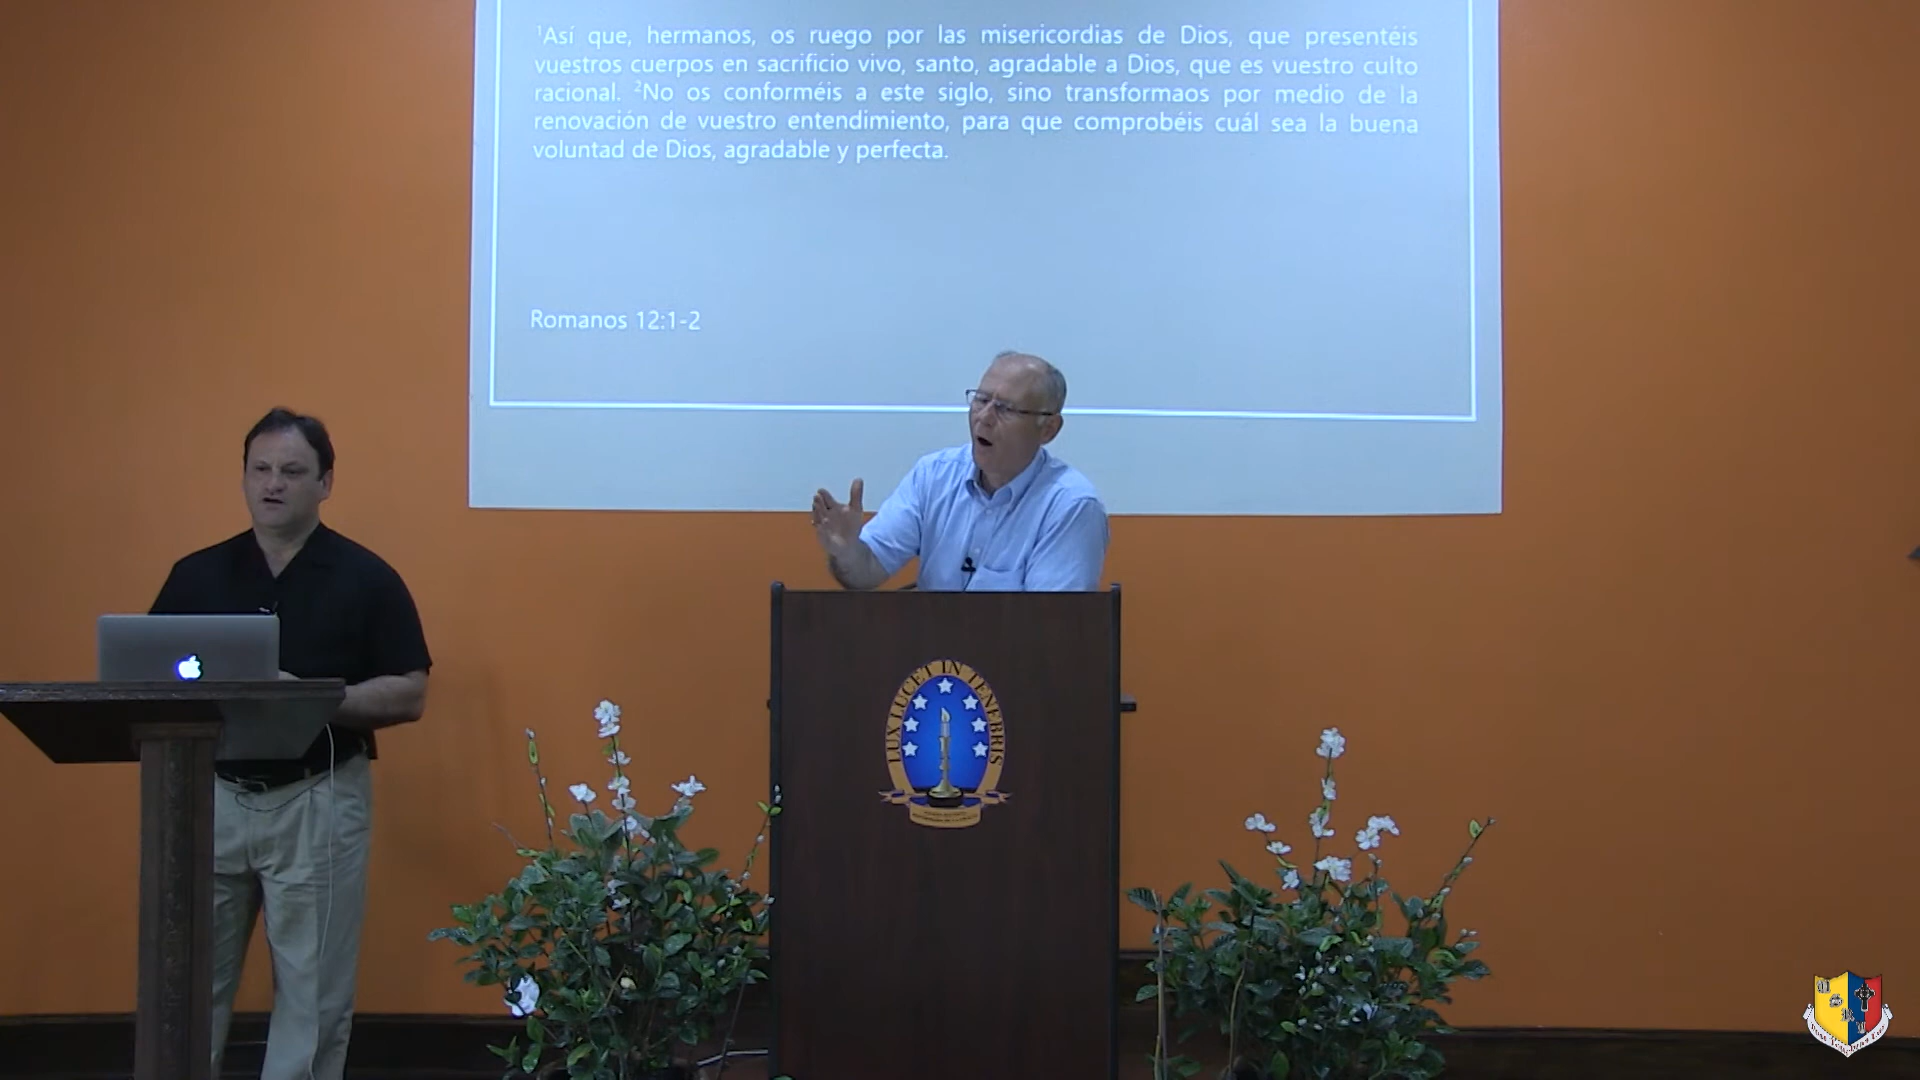 ¹Así que, hermanos, os ruego por las misericordias de Dios, que presentéis
vuestros cuerpos en sacrificio vivo, santo, agradable a Dios, que es vuestro culto
racional. ²No os conforméis a este siglo, sino transformaos por medio de la
renovación de vuestro entendimiento, para que comprobéis cuál sea la buena
voluntad de Dios, agradable y perfecta.
Romanos 12:1-2
LUX LUCET IN TENEBRIS